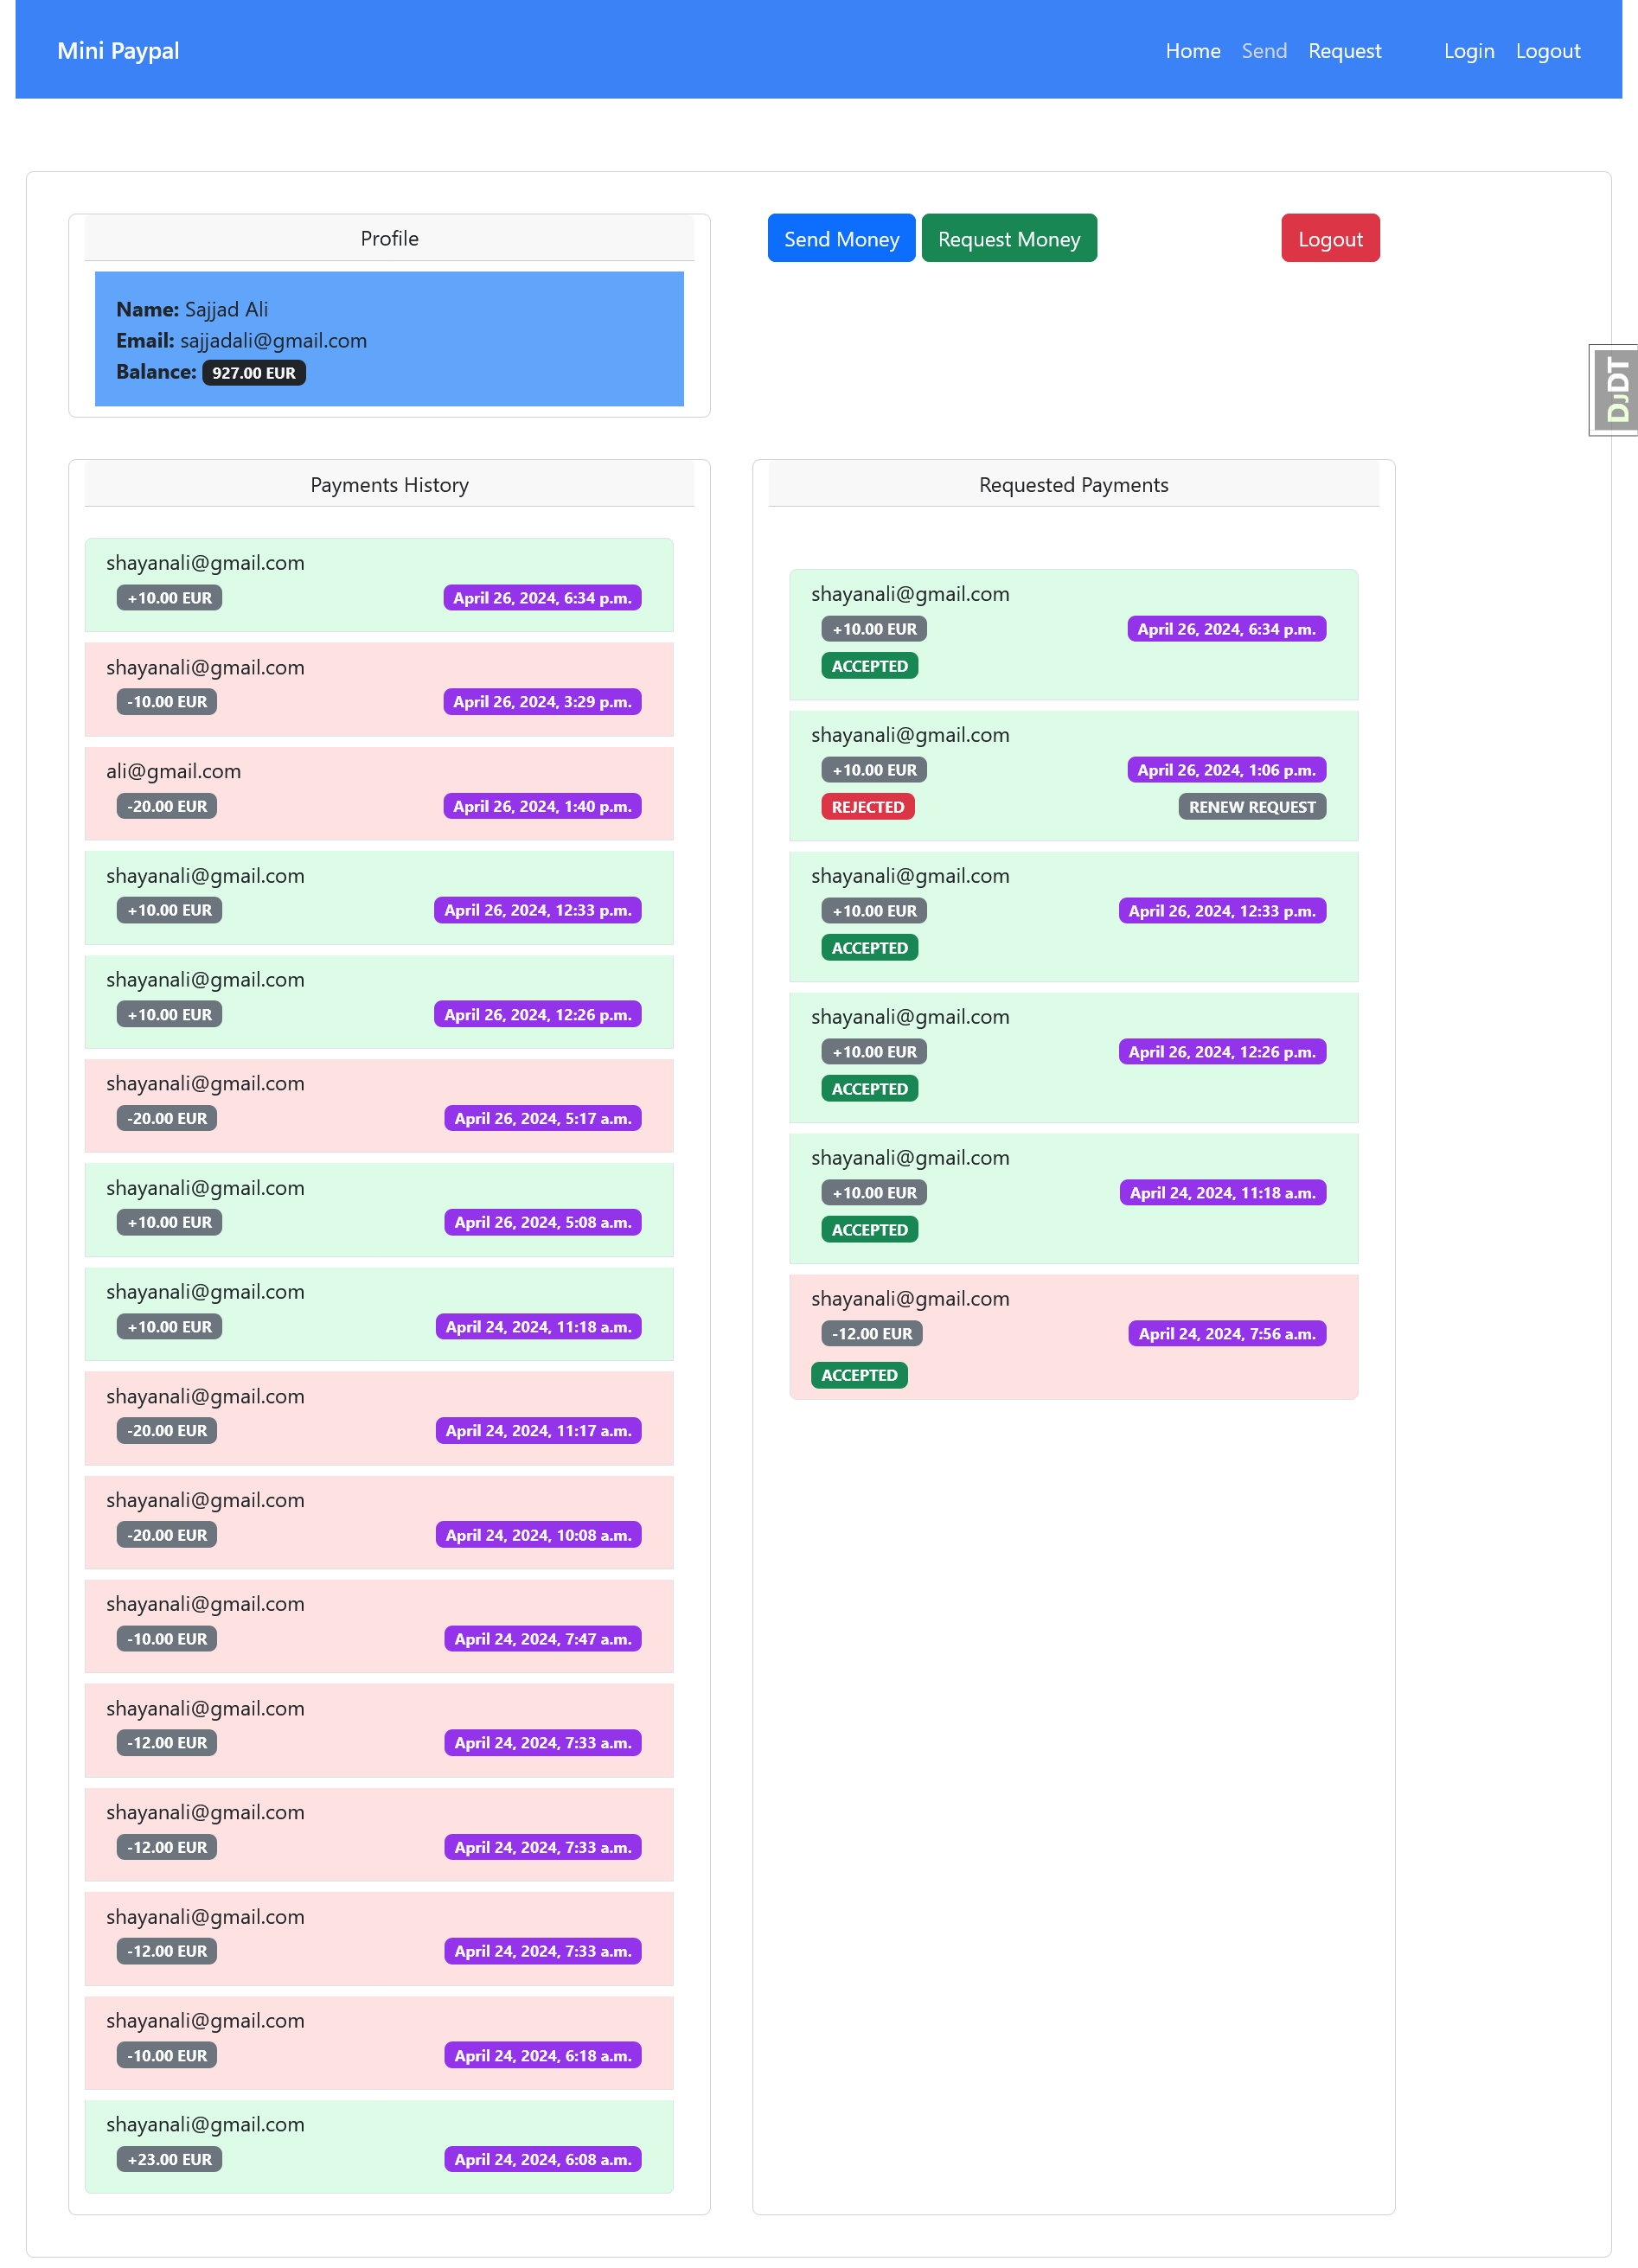 Mini Paypal
Home Send Request Login Logout
Profile
Name: Sajjad Ali
Email: sajjadali@gmail.com
Balance: 927.00 EUR
Send Money Request Money Logout
DJDT
Payments History
shayanali@gmail.com
+10.00 EUR April 26, 2024, 6:34 p.m.
shayanali@gmail.com
-10.00 EUR April 26, 2024, 3:29 p.m.
ali@gmail.com
-20.00 EUR April 26, 2024, 1:40 p.m.
shayanali@gmail.com
+10.00 EUR April 26, 2024, 12:33 p.m.
shayanali@gmail.com
+10.00 EUR April 26, 2024, 12:26 p.m.
shayanali@gmail.com
-20.00 EUR April 26, 2024, 5:17 a.m.
shayanali@gmail.com
+10.00 EUR April 26, 2024, 5:08 a.m.
shayanali@gmail.com
+10.00 EUR April 24, 2024, 11:18 a.m.
shayanali@gmail.com
-20.00 EUR April 24, 2024, 11:17 a.m.
shayanali@gmail.com
-20.00 EUR April 24, 2024, 10:08 a.m.
shayanali@gmail.com
-10.00 EUR April 24, 2024, 7:47 a.m.
shayanali@gmail.com
-12.00 EUR April 24, 2024, 7:33 a.m.
shayanali@gmail.com
-12.00 EUR April 24, 2024, 7:33 a.m.
shayanali@gmail.com
-12.00 EUR April 24, 2024, 7:33 a.m.
shayanali@gmail.com
-10.00 EUR April 24, 2024, 6:18 a.m.
shayanali@gmail.com
+23.00 EUR April 24, 2024, 6:08 a.m.
Requested Payments
shayanali@gmail.com
+10.00 EUR April 26, 2024, 6:34 p.m.
ACCEPTED
shayanali@gmail.com
+10.00 EUR April 26, 2024, 1:06 p.m.
REJECTED RENEW REQUEST
shayanali@gmail.com
+10.00 EUR April 26, 2024, 12:33 p.m.
ACCEPTED
shayanali@gmail.com
+10.00 EUR April 26, 2024, 12:26 p.m.
ACCEPTED
shayanali@gmail.com
+10.00 EUR April 24, 2024, 11:18 a.m.
ACCEPTED
shayanali@gmail.com
-12.00 EUR April 24, 2024, 7:56 a.m.
ACCEPTED